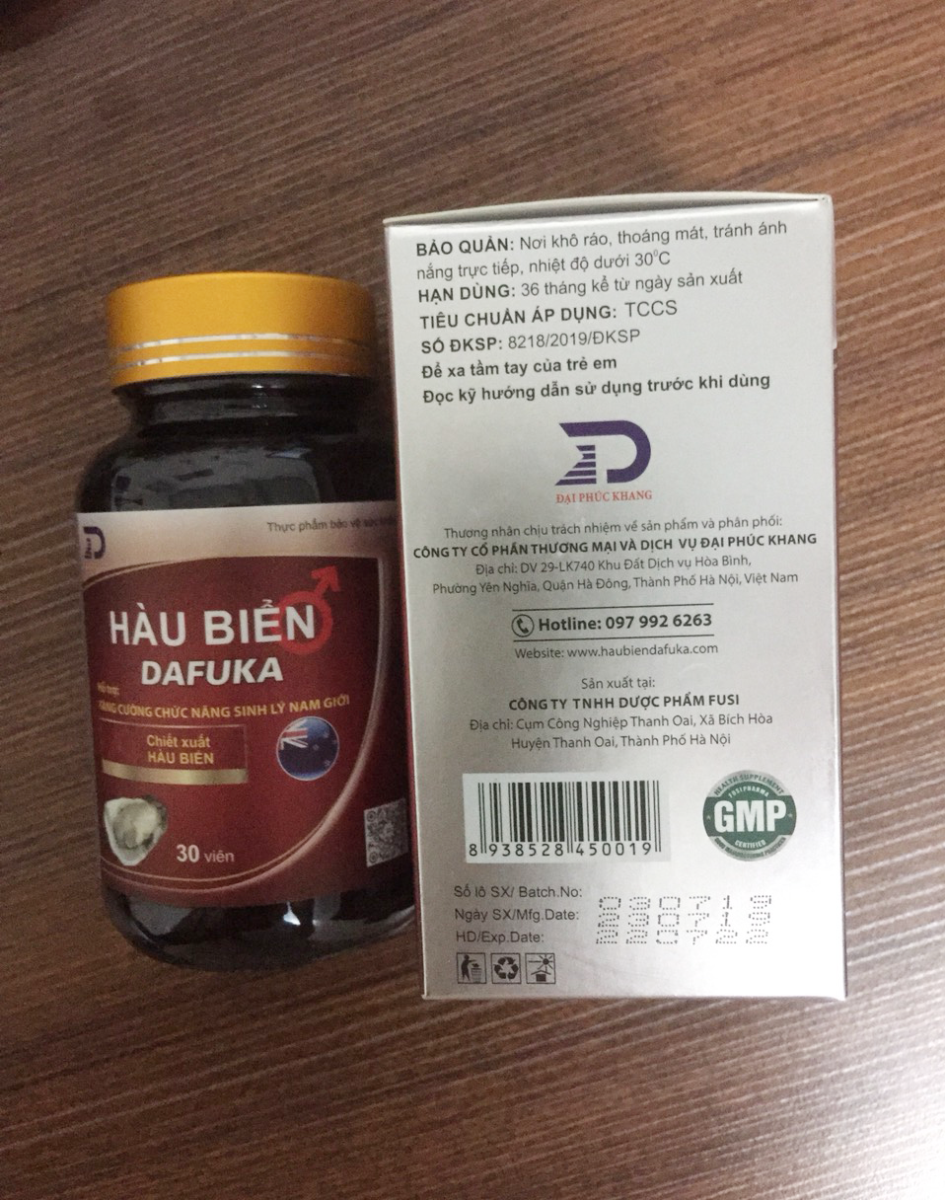 Thực phẩm bảo vệ sức khỏe
HÀU BIỂN
DAFUKA
TĂNG CƯỜNG CHỨC NĂNG SINH LÝ NAM GIỚI
Chiết xuất
HÀU BIỂN
30 viên
BẢO QUẢN: Nơi khô ráo, thoáng mát, tránh ánh
nắng trực tiếp, nhiệt độ dưới 30⁰C
HẠN DÙNG: 36 tháng kể từ ngày sản xuất
TIÊU CHUẨN ÁP DỤNG: TCCS
SỐ ĐKSP: 8218/2019/ĐKSP
Để xa tầm tay của trẻ em
Đọc kỹ hướng dẫn sử dụng trước khi dùng
ĐẠI PHÚC KHANG
Thương nhân chịu trách nhiệm về sản phẩm và phân phối:
CÔNG TY CỔ PHẦN THƯƠNG MẠI VÀ DỊCH VỤ ĐẠI PHÚC KHANG
Địa chỉ: DV 29-LK740 Khu Đất Dịch vụ Hòa Bình,
Phường Yên Nghĩa, Quận Hà Đông, Thành Phố Hà Nội, Việt Nam
Hotline: 097 992 6263
Website: www.haubiendafuka.com
Sản xuất tại:
CÔNG TY TNHH DƯỢC PHẨM FUSI
Địa chỉ: Cụm Công Nghiệp Thanh Oai, Xã Bích Hòa
Huyện Thanh Oai, Thành Phố Hà Nội
8 938528 450019
HEALTH SUPPLEMENT
FUSI PHARMA
GMP
CERTIFIED
Số lô SX/ Batch.No: 030719
Ngày SX/Mfg.Date: 230719
HD/Exp.Date: 220722